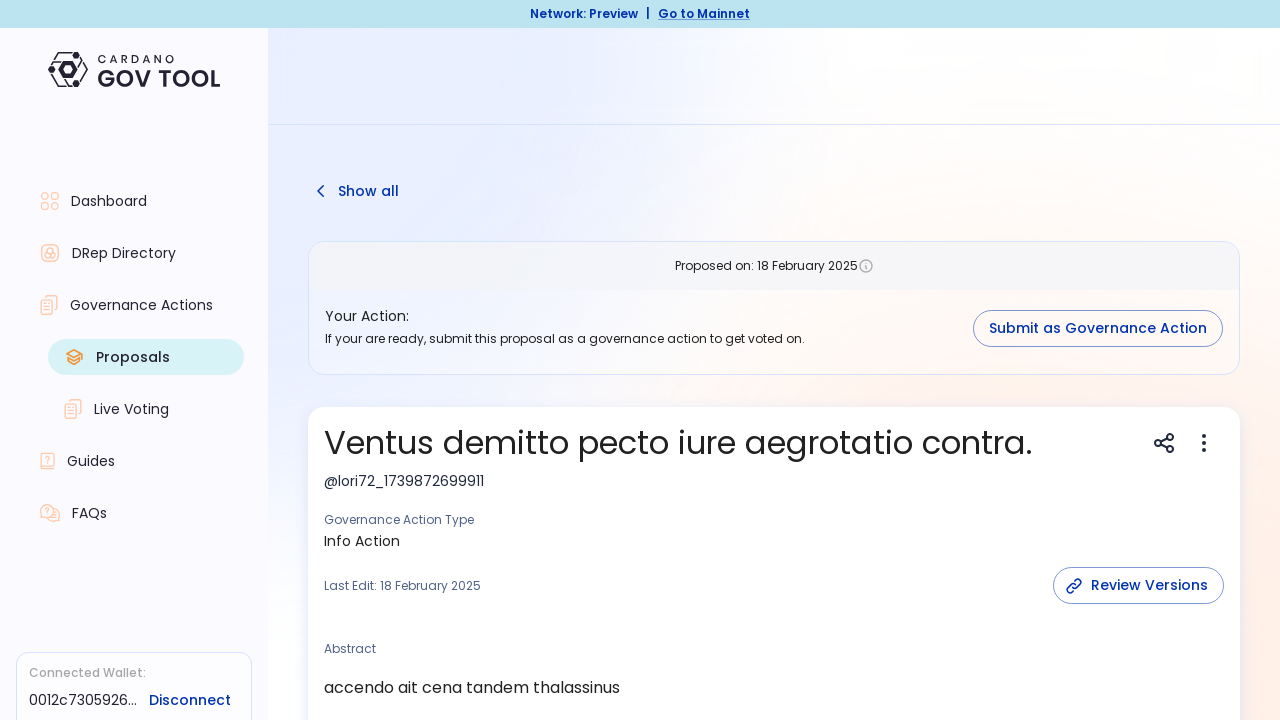 Network: Preview | Go to Mainnet
CARDANO
GOV TOOL
Dashboard
DRep Directory
Governance Actions
Proposals
Live Voting
Guides
FAQs
Connected Wallet:
0012c7305926... Disconnect
Show all
Proposed on: 18 February 2025
Your Action:
If your are ready, submit this proposal as a governance action to get voted on.
Submit as Governance Action
Ventus demitto pecto iure aegrotatio contra.
@lori72_1739872699911
Governance Action Type
Info Action
Last Edit: 18 February 2025
Review Versions
Abstract
accendo ait cena tandem thalassinus